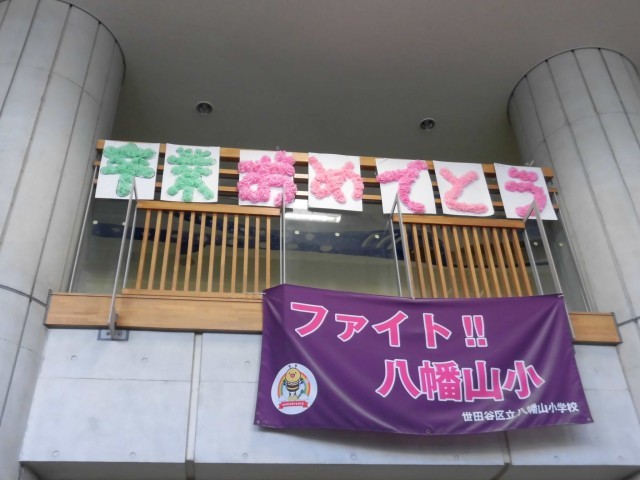 卒業おめでとう
ファイト!!
八幡山小
世田谷区立八幡山小学校